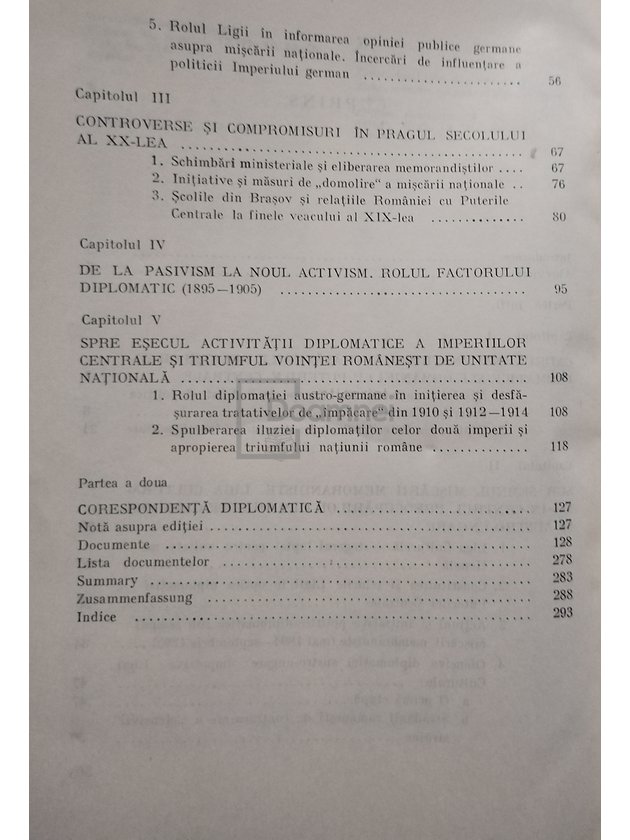 5. Rolul Ligii în informarea opiniei publice germane
asupra mișcării naționale. Încercări de influențare a
politicii Imperiului german .................... 56
Capitolul III
CONTROVERSE ȘI COMPROMISURI ÎN PRAGUL SECOLULUI
AL XX-LEA .................... 67
1. Schimbări ministeriale și eliberarea memorandiștilor .... 67
2. Inițiative și măsuri de „domolire“ a mișcării naționale .. 76
3. Școlile din Brașov și relațiile României cu Puterile
Centrale la finele veacului al XIX-lea .............. 80
Capitolul IV
DE LA PASIVISM LA NOUL ACTIVISM. ROLUL FACTORULUI
DIPLOMATIC (1895—1905) .................... 95
Capitolul V
SPRE EȘECUL ACTIVITĂȚII DIPLOMATICE A IMPERIILOR
CENTRALE ȘI TRIUMFUL VOINȚEI ROMÂNEȘTI DE UNITATE
NAȚIONALĂ .................... 108
1. Rolul diplomației austro-germane în inițierea și desfă-
șurarea tratativelor de „împăcare“ din 1910 și 1912—1914 108
2. Spulberarea iluziei diplomaților celor două imperii și
apropierea triumfului națiunii române .............. 118
Partea a doua
CORESPONDENȚĂ DIPLOMATICĂ .................... 127
Notă asupra ediției .................... 127
Documente .................... 128
Lista documentelor .................... 278
Summary .................... 283
Zusammenfassung .................... 288
Indice .................... 293